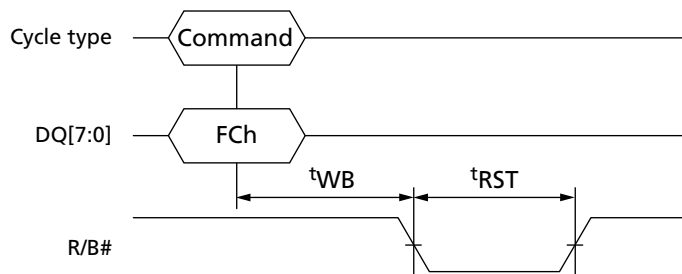 Cycle type Command
DQ[7:0] FCh
tWB tRST
R/B#